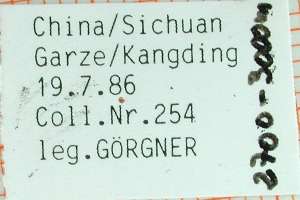 China/Sichuan
Garze/Kangding
19.7.86
Coll.Nr.254
leg.GÖRGNER
2700-3000m